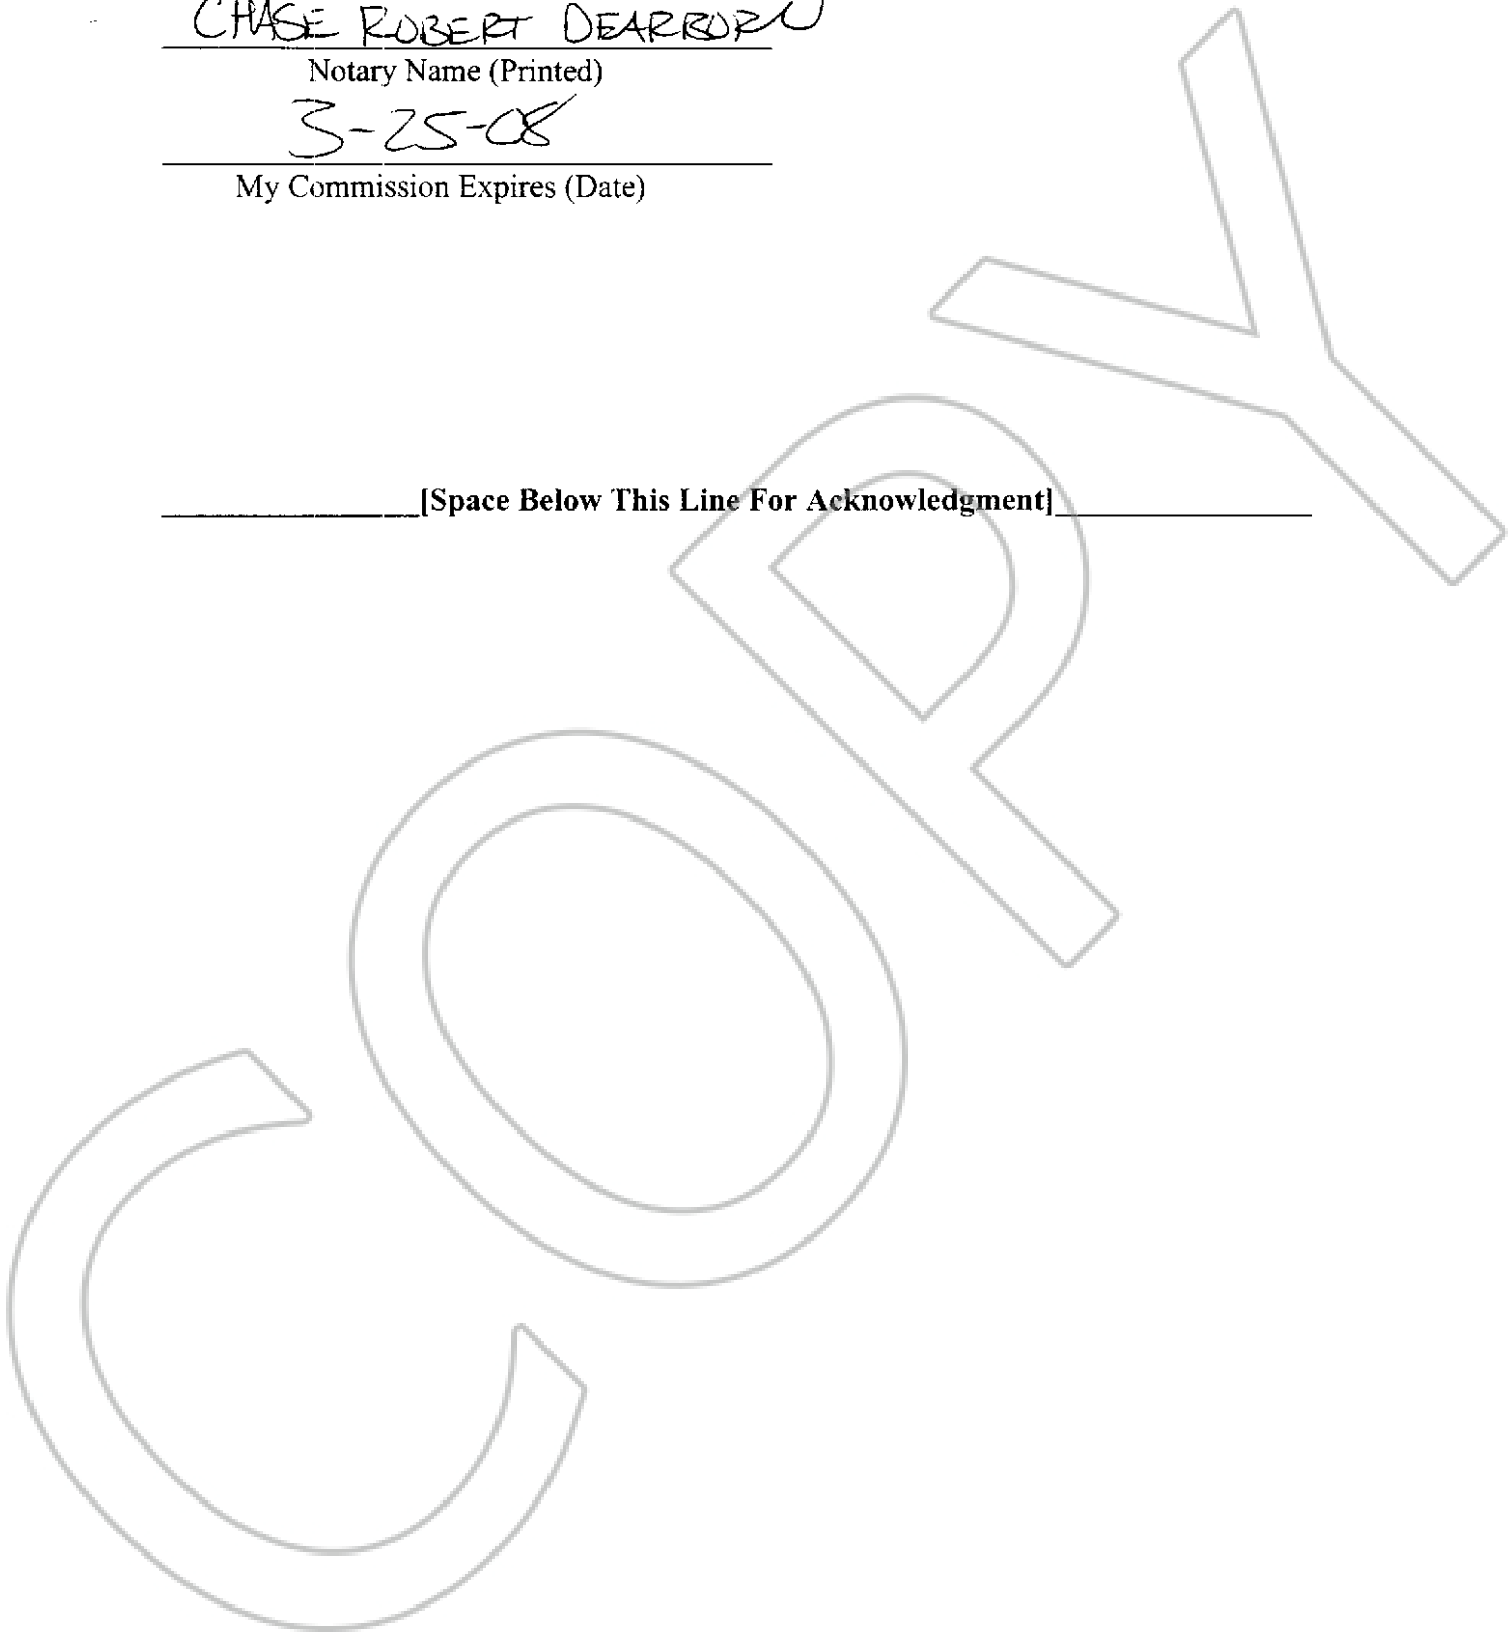 CHASE ROBERT DEARBORN
Notary Name (Printed)
3-25-08
My Commission Expires (Date)
[Space Below This Line For Acknowledgment]
COPY